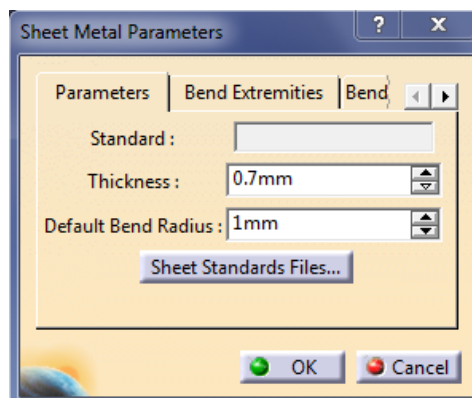 Sheet Metal Parameters ? X
Parameters Bend Extremities Bend
Standard :
Thickness : 0.7mm
Default Bend Radius : 1mm
Sheet Standards Files...
OK Cancel